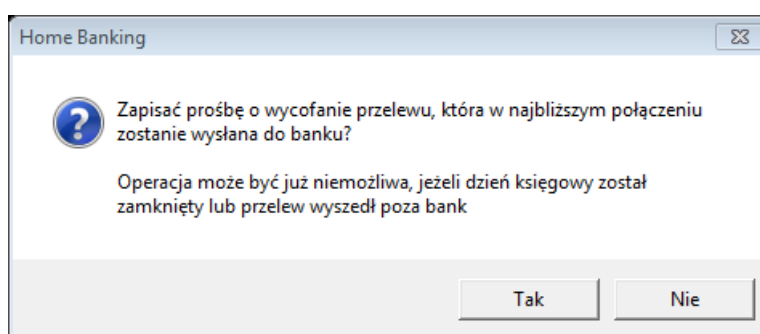 Home Banking
Zapisać prośbę o wycofanie przelewu, która w najbliższym połączeniu
zostanie wysłana do banku?
Operacja może być już niemożliwa, jeżeli dzień księgowy został
zamknięty lub przelew wyszedł poza bank
Tak
Nie